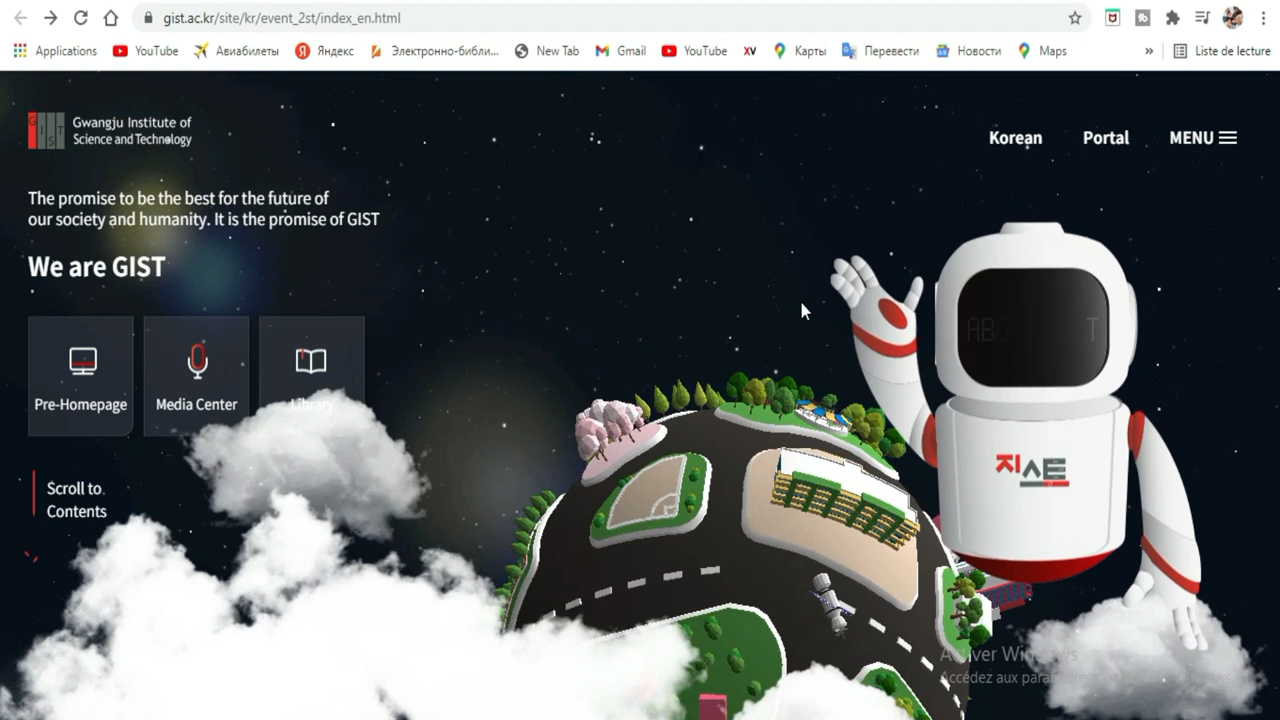 gist.ac.kr/site/kr/event_2st/index_en.html
Applications
YouTube
Авиабилеты
Яндекс
Электронно-библи...
New Tab
Gmail
YouTube
XV
Карты
Перевести
Новости
Maps
»
Liste de lecture
GIST
Gwangju Institute of
Science and Technology
Korean
Portal
MENU
The promise to be the best for the future of
our society and humanity. It is the promise of GIST
We are GIST
Pre-Homepage
Media Center
Library
Scroll to
Contents
지스트
Activer Windows
Accédez aux